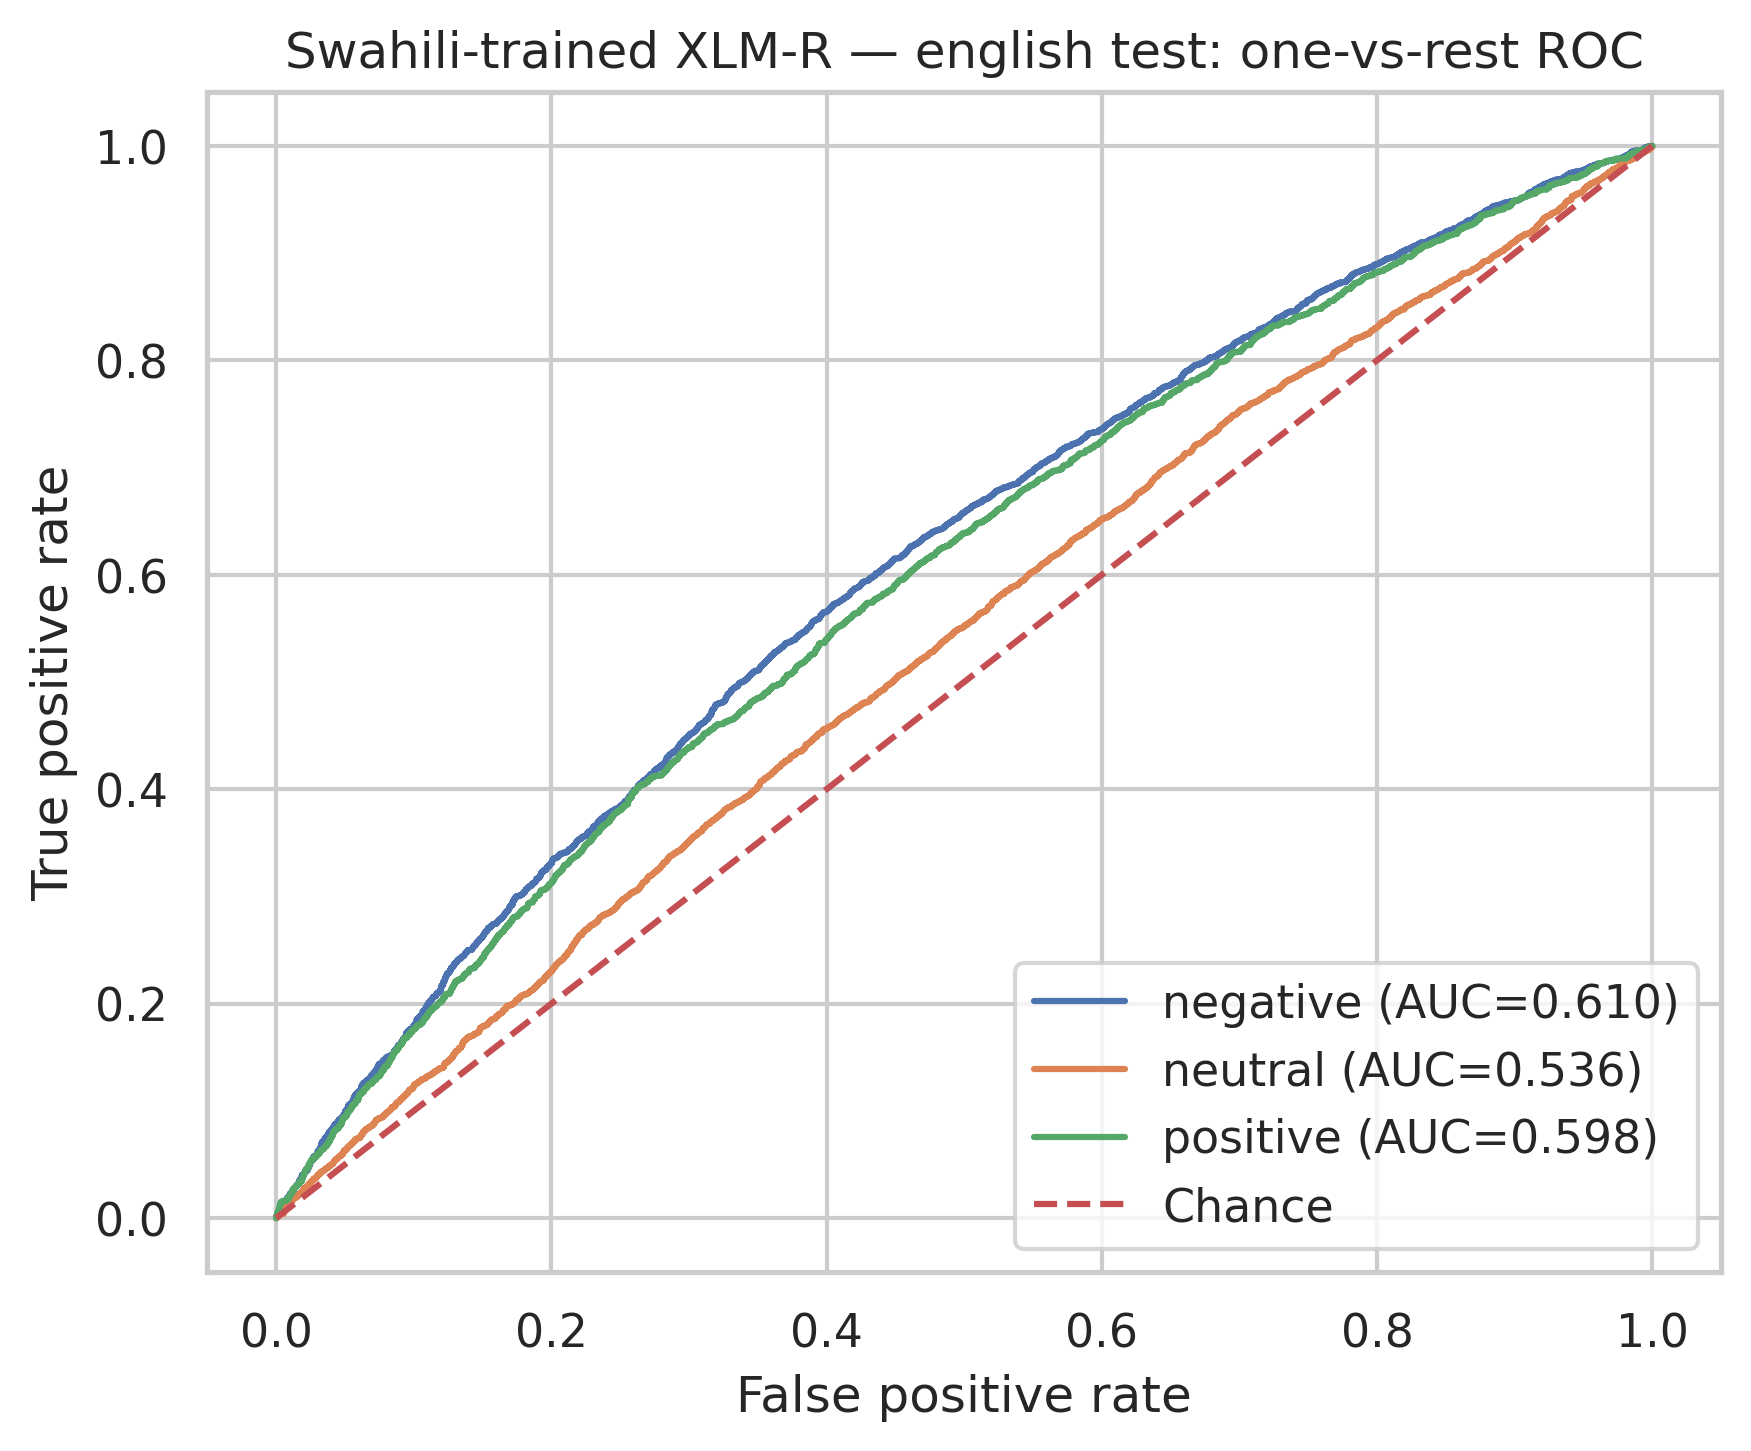 Swahili-trained XLM-R — english test: one-vs-rest ROC
True positive rate
1.0
0.8
0.6
0.4
0.2
0.0
negative (AUC=0.610)
neutral (AUC=0.536)
positive (AUC=0.598)
Chance
0.0 0.2 0.4 0.6 0.8 1.0
False positive rate